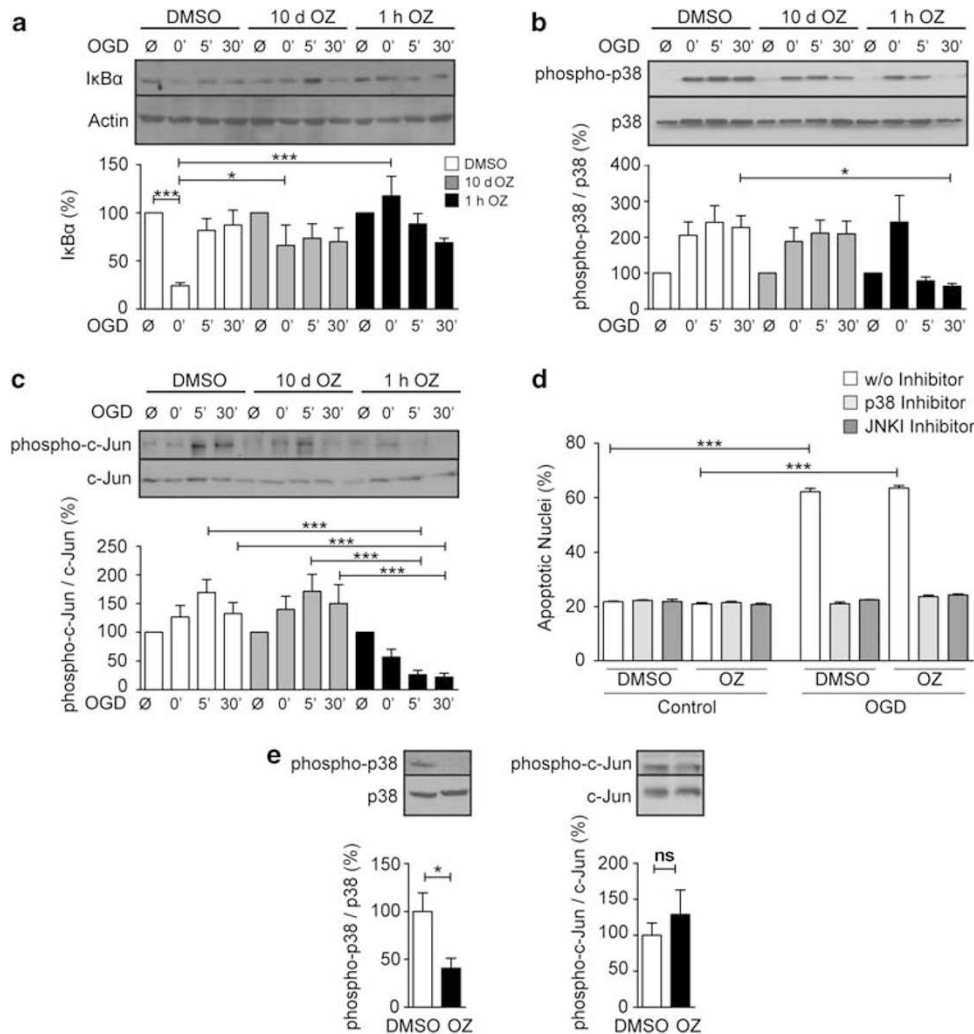 a
DMSO 10 d OZ 1 h OZ
OGD Ø 0' 5' 30' Ø 0' 5' 30' Ø 0' 5' 30'
IκBα
Actin
***
*
***
DMSO
10 d OZ
1 h OZ
IκBα (%)
150
100
50
0
Ø 0' 5' 30' Ø 0' 5' 30' Ø 0' 5' 30'
OGD
b
DMSO 10 d OZ 1 h OZ
OGD Ø 0' 5' 30' Ø 0' 5' 30' Ø 0' 5' 30'
phospho-p38
p38
*
phospho-p38 / p38 (%)
400
300
200
100
0
OGD Ø 0' 5' 30' Ø 0' 5' 30' Ø 0' 5' 30'
c
DMSO 10 d OZ 1 h OZ
OGD Ø 0' 5' 30' Ø 0' 5' 30' Ø 0' 5' 30'
phospho-c-Jun
c-Jun
***
***
***
***
phospho-c-Jun / c-Jun (%)
250
200
150
100
50
0
OGD Ø 0' 5' 30' Ø 0' 5' 30' Ø 0' 5' 30'
d
w/o Inhibitor
p38 Inhibitor
JNKI Inhibitor
***
***
Apoptotic Nuclei (%)
80
60
40
20
0
DMSO OZ DMSO OZ
Control OGD
e
phospho-p38
p38
*
phospho-p38 / p38 (%)
150
100
50
0
DMSO OZ
phospho-c-Jun
c-Jun
ns
phospho-c-Jun / c-Jun (%)
200
150
100
50
0
DMSO OZ